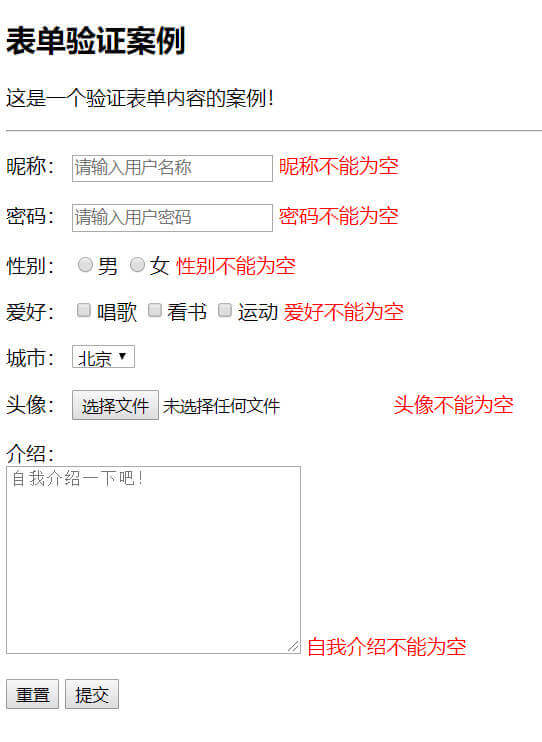 表单验证案例
这是一个验证表单内容的案例!
昵称: 请输入用户名称 昵称不能为空
密码: 请输入用户密码 密码不能为空
性别: 男 女 性别不能为空
爱好: 唱歌 看书 运动 爱好不能为空
城市: 北京
头像: 选择文件 未选择任何文件 头像不能为空
介绍:
自我介绍一下吧!
自我介绍不能为空
重置 提交